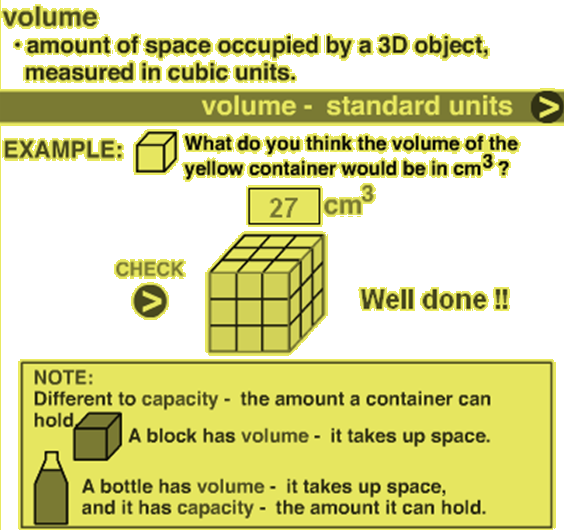 volume
• amount of space occupied by a 3D object,
measured in cubic units.
volume - standard units >
EXAMPLE: What do you think the volume of the
yellow container would be in cm³ ?
27 cm³
CHECK
>
Well done !!
NOTE:
Different to capacity - the amount a container can
hold
A block has volume - it takes up space.
A bottle has volume - it takes up space,
and it has capacity - the amount it can hold.